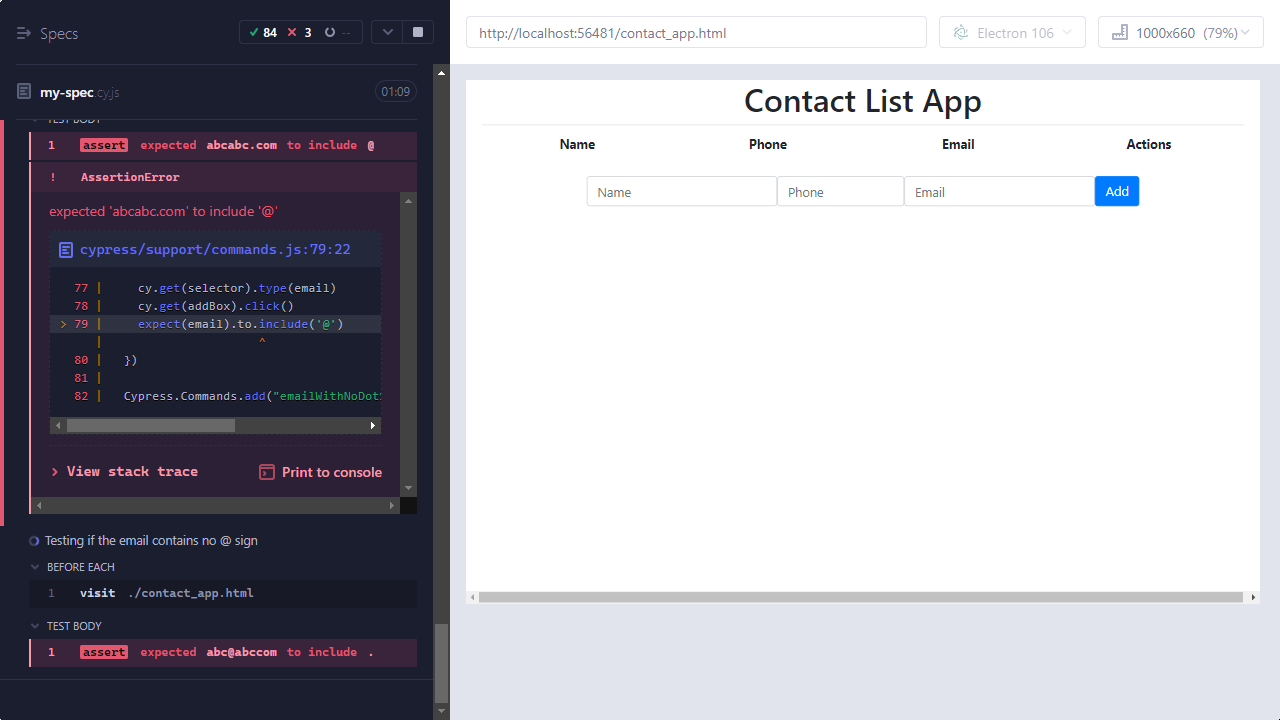 Specs
84
3
--
my-spec.cy.js
01:09
TEST BODY
1 assert expected abcabc.com to include @
! AssertionError
expected 'abcabc.com' to include '@'
cypress/support/commands.js:79:22
77 | cy.get(selector).type(email)
78 | cy.get(addBox).click()
> 79 | expect(email).to.include('@')
| ^
80 | })
81 |
82 | Cypress.Commands.add("emailWithNoDot
View stack trace
Print to console
Testing if the email contains no @ sign
BEFORE EACH
1 visit ./contact_app.html
TEST BODY
1 assert expected abc@abccom to include .
http://localhost:56481/contact_app.html
Electron 106
1000x660 (79%)
Contact List App
Name Phone Email Actions
Name Phone Email Add